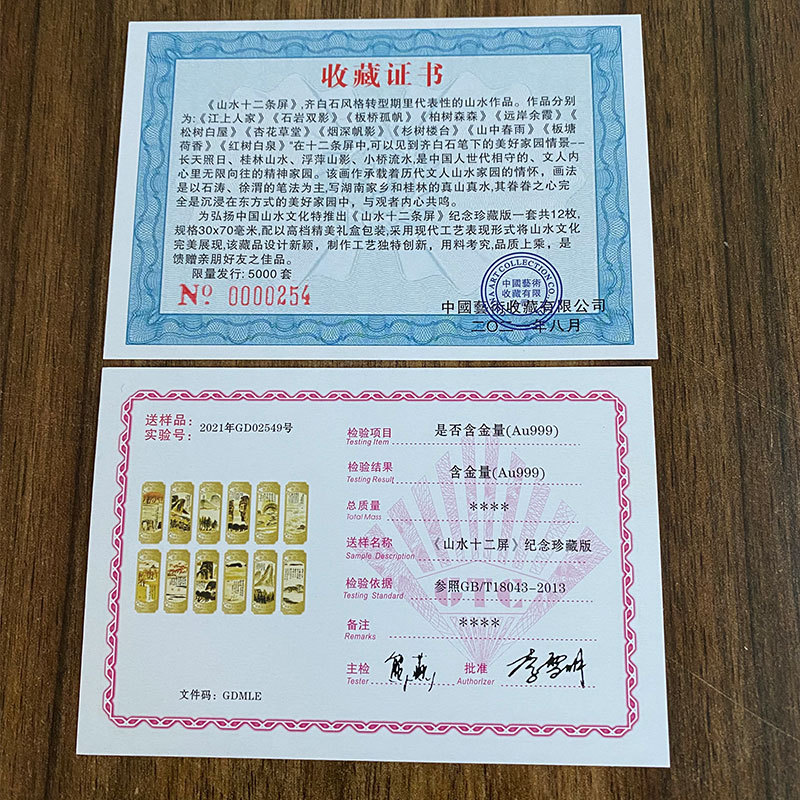 收藏证书
《山水十二条屏》,齐白石风格转型期里代表性的山水作品。作品分别
为:《江上人家》《石岩双影》《板桥孤帆》《柏树森森》《远岸余霞》《
松树白屋》《杏花草堂》《烟深帆影》《杉树楼台》《山中春雨》《板塘
荷香》《红树白泉》"在十二条屏中,可以见到齐白石笔下的美好家园情景--
长天照日、桂林山水、浮萍山影、小桥流水,是中国人世代相守的、文人内
心里无限向往的精神家园。该画作承载着历代文人山水家园的情怀，画法
是以石涛、徐渭的笔法为主,写湖南家乡和桂林的真山真水,其眷眷之心完
全是沉浸在东方式的美好家园中，与观者内心共鸣。
为弘扬中国山水文化特推出《山水十二条屏》纪念珍藏版一套共12枚,
规格30x70毫米,配以高档精美礼盒包装,采用现代工艺表现形式将山水文化
完美展现,该藏品设计新颖，制作工艺独特创新，用料考究,品质上乘，是
馈赠亲朋好友之佳品。
限量发行: 5000 套
Nº 0000254
中國藝術
收藏有限
中國藝術收藏有限公司
二〇二一年八月
送样品：
实验号：
2021年GD02549号
检验项目
Testing Item
是否含金量(Au999)
检验结果
Testing Result
含金量(Au999)
总质量
Total Mass
****
送样名称
Sample Description
《山水十二屏》纪念珍藏版
检验依据
Testing Standard
参照GB/T18043-2013
备注
Remarks
****
主检
Tester
批准
Authorizer
李雪明
文件码：GDMLE